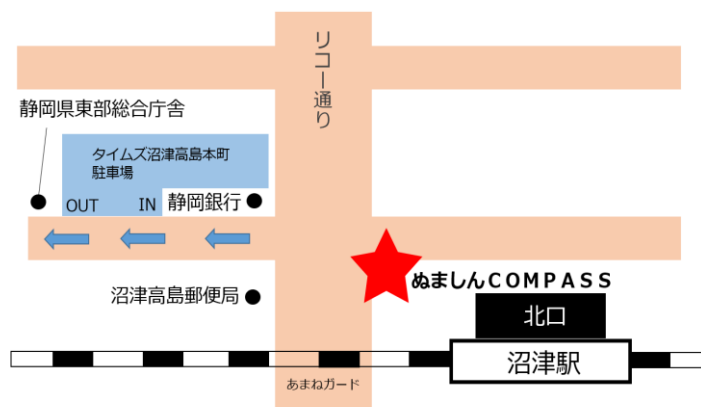 リコー通り
静岡県東部総合庁舎
タイムズ沼津高島本町
駐車場
OUT IN
静岡銀行
ぬましんCOMPASS
沼津高島郵便局
北口
沼津駅
あまねガード